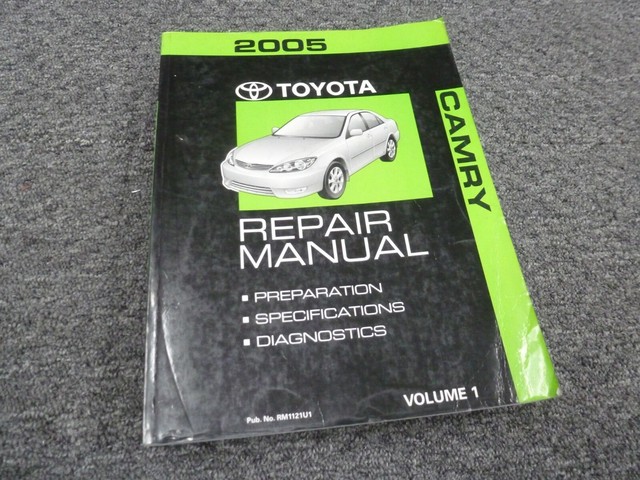 2005
TOYOTA
CAMRY
REPAIR
MANUAL
PREPARATION
SPECIFICATIONS
DIAGNOSTICS
VOLUME 1
Pub. No. RM1121U1